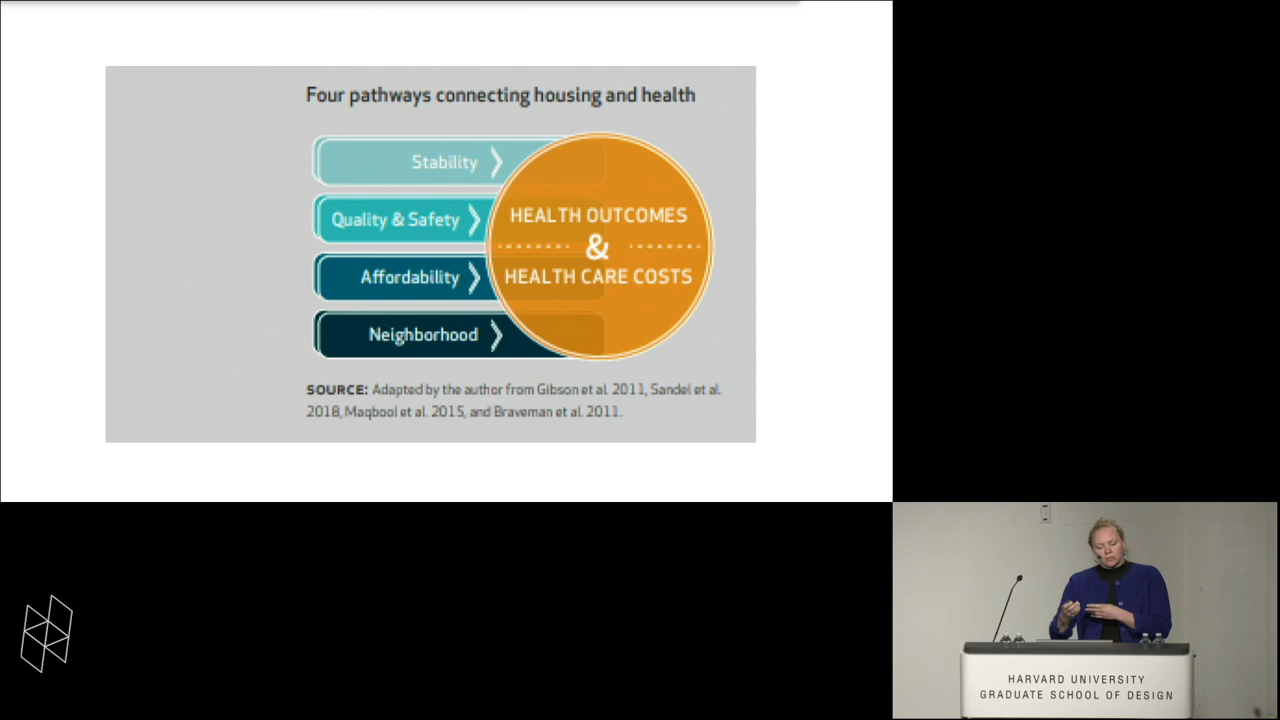 Four pathways connecting housing and health
Stability
Quality & Safety
Affordability
Neighborhood
HEALTH OUTCOMES
&
HEALTH CARE COSTS
SOURCE: Adapted by the author from Gibson et al. 2011, Sandel et al.
2018, Maqbool et al. 2015, and Braveman et al. 2011.
HARVARD UNIVERSITY
GRADUATE SCHOOL OF DESIGN